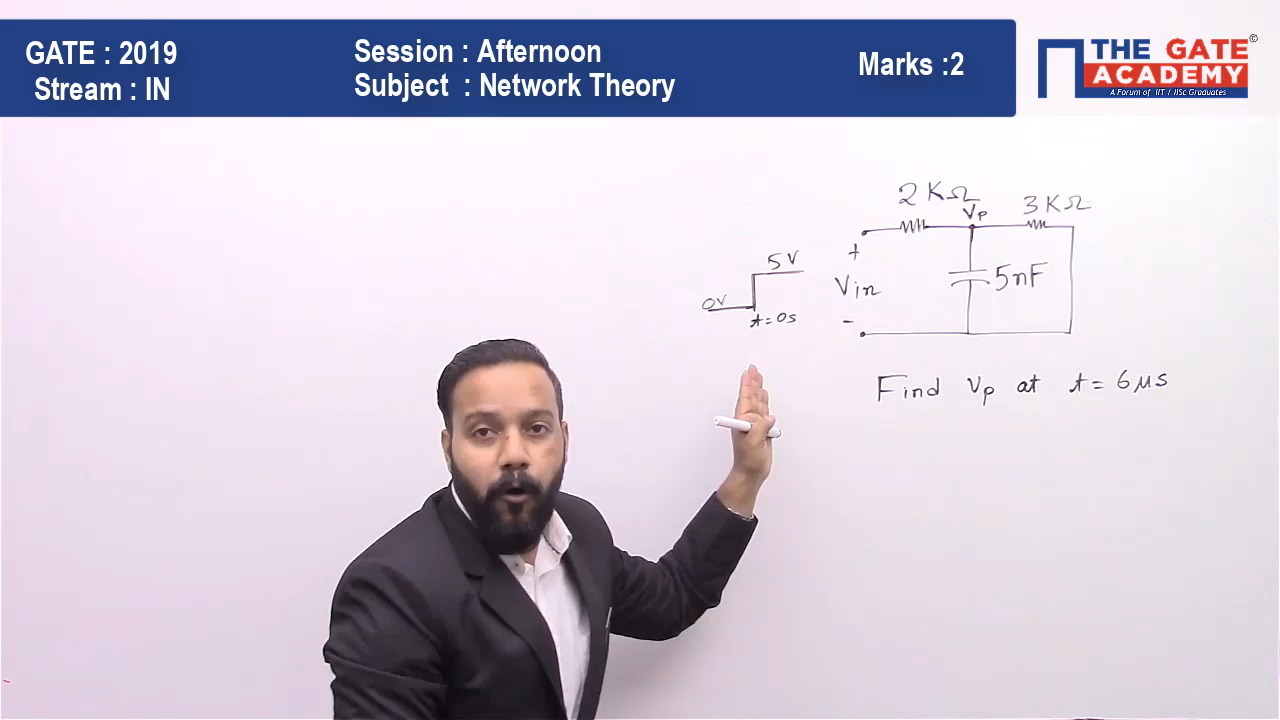 GATE : 2019
Stream : IN
Session : Afternoon
Subject : Network Theory
Marks :2
THE GATE
ACADEMY
©
A Forum of IIT / IISc Graduates
2 KΩ
Vp
3 KΩ
+
Vin
-
5nF
5 V
0V
t=0s
Find Vp at t= 6μs